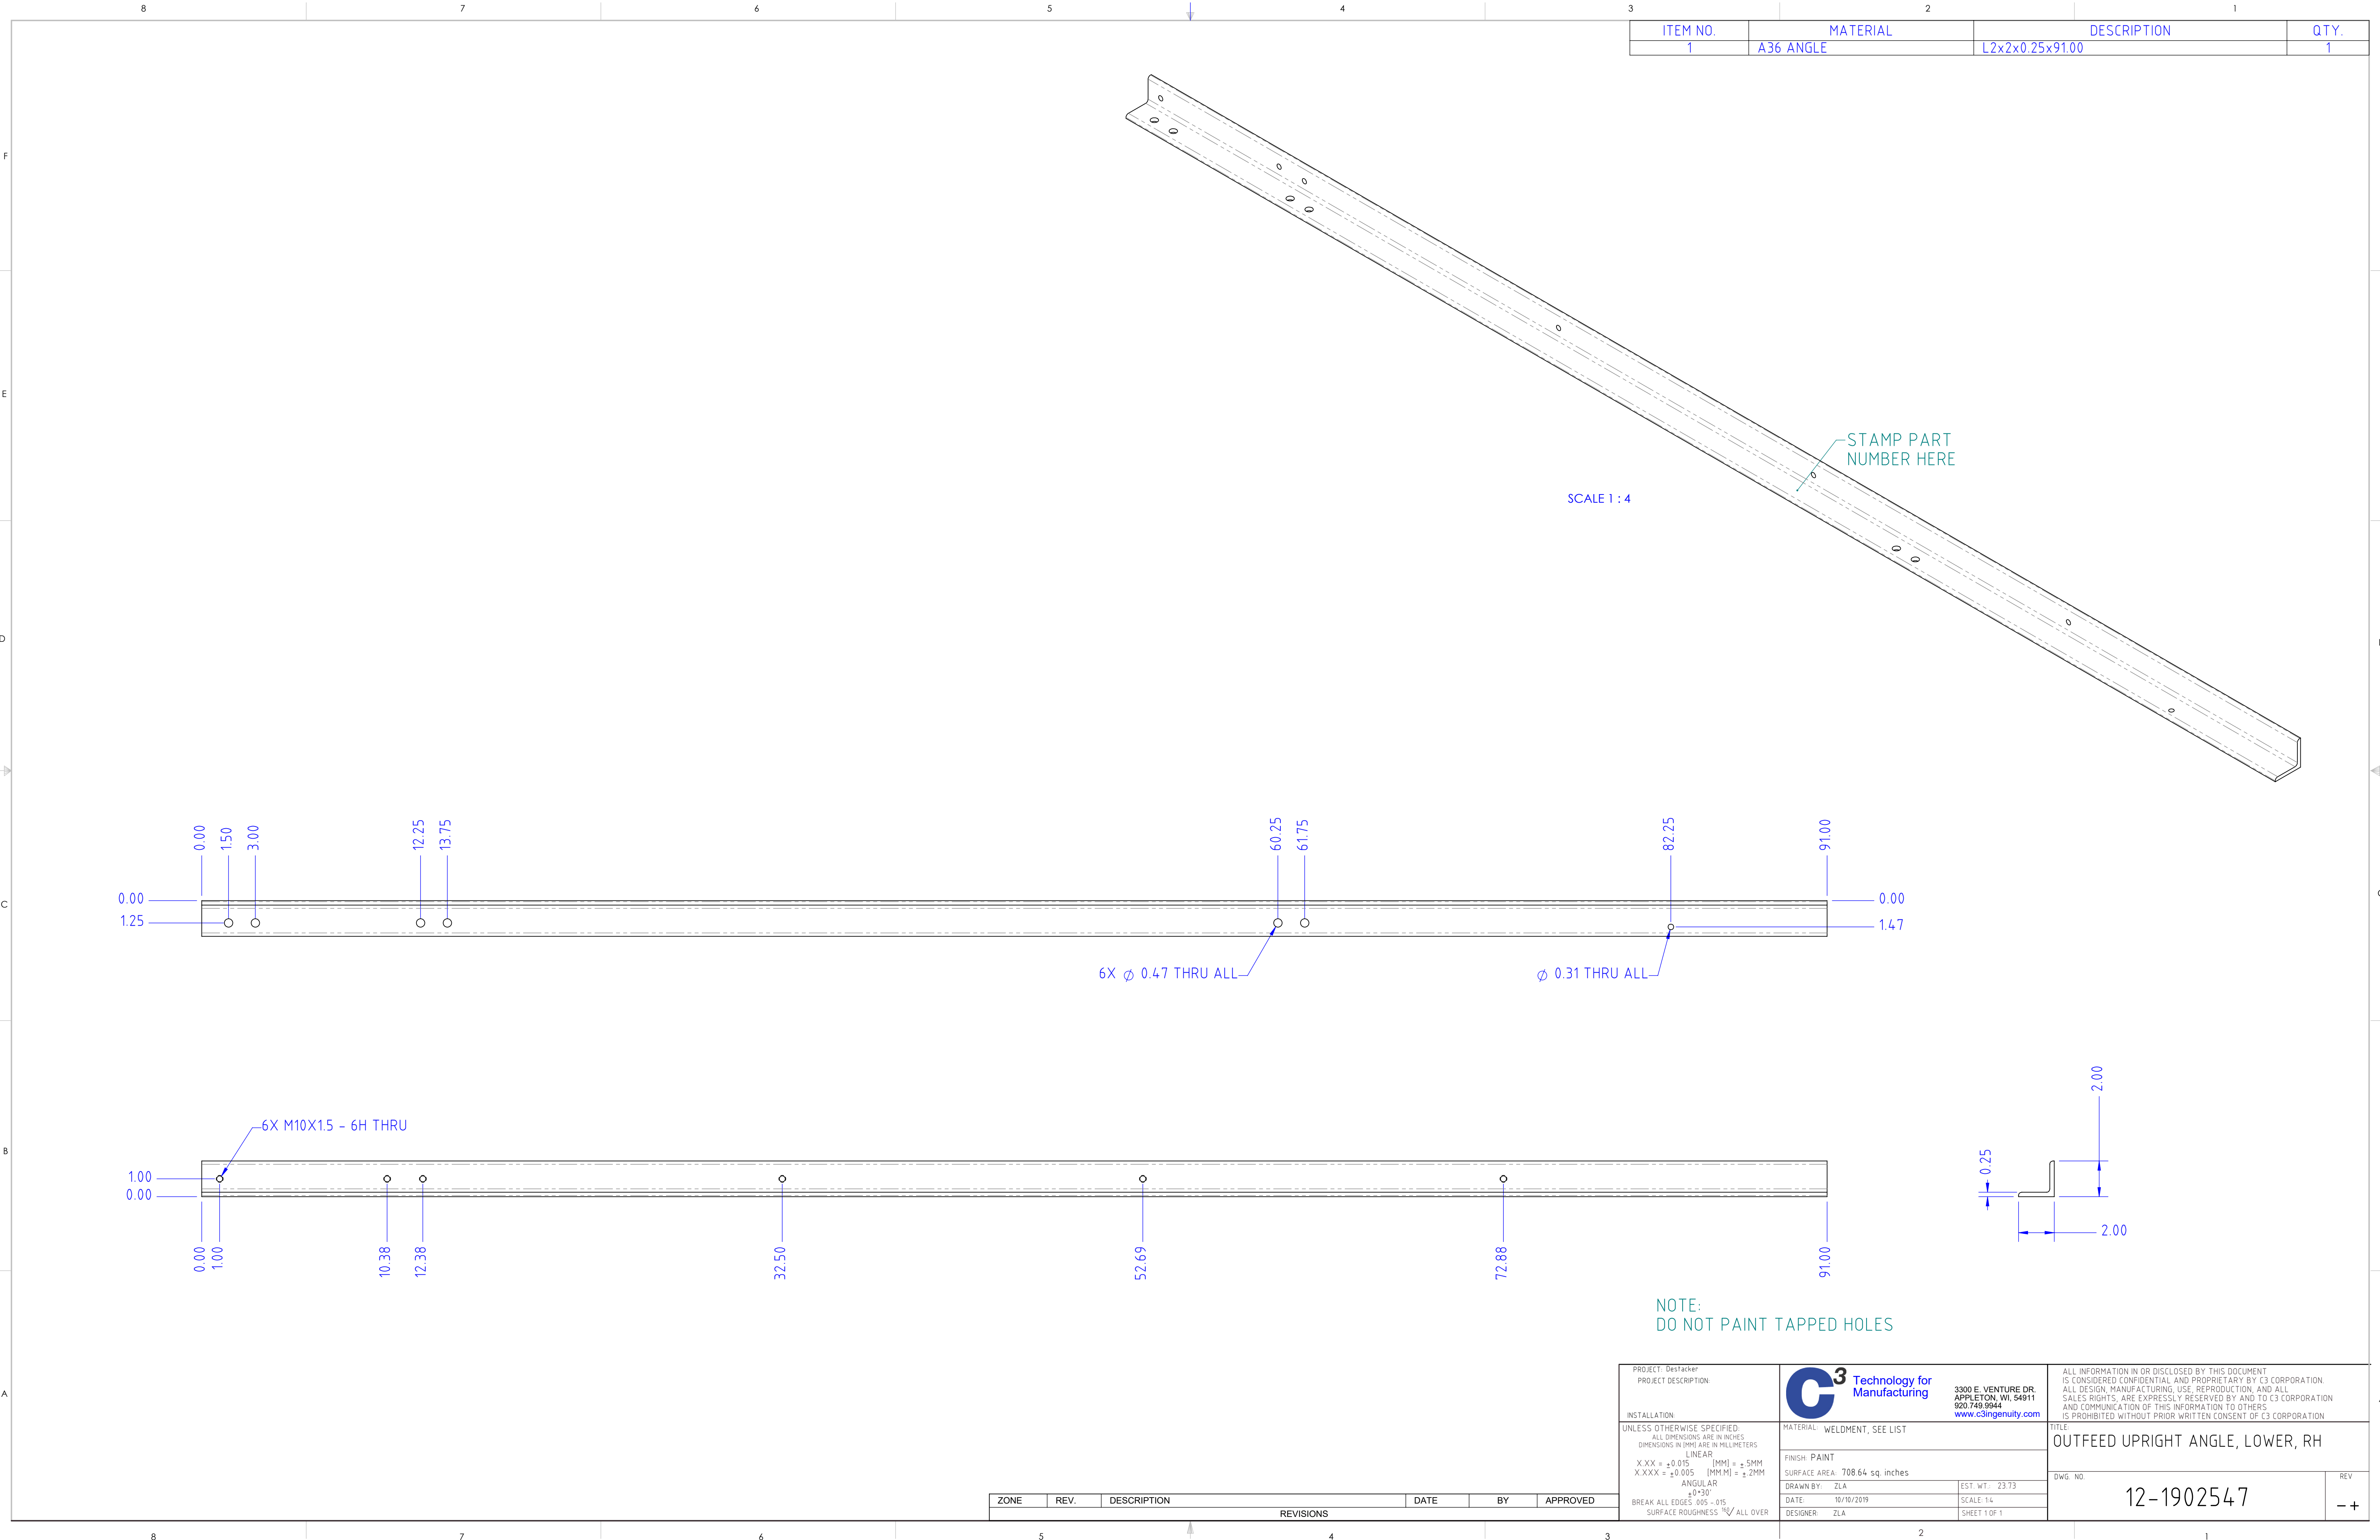 8 7 6 5 4 3 2 1
ITEM NO. MATERIAL DESCRIPTION QTY.
1 A36 ANGLE L2x2x0.25x91.00 1
F
E
D
C
B
A
STAMP PART
NUMBER HERE
SCALE 1 : 4
0.00 1.50 3.00 12.25 13.75 60.25 61.75 82.25 91.00
0.00 0.00
1.25 1.47
6X ⌀ 0.47 THRU ALL ⌀ 0.31 THRU ALL
6X M10X1.5 - 6H THRU
1.00
0.00
0.00 1.00 10.38 12.38 32.50 52.69 72.88 91.00
0.25 2.00
2.00
NOTE:
DO NOT PAINT TAPPED HOLES
PROJECT: Destacker
PROJECT DESCRIPTION:
INSTALLATION:
C3 Technology for
Manufacturing
3300 E. VENTURE DR.
APPLETON, WI, 54911
920.749.9944
www.c3ingenuity.com
ALL INFORMATION IN OR DISCLOSED BY THIS DOCUMENT
IS CONSIDERED CONFIDENTIAL AND PROPRIETARY BY C3 CORPORATION.
ALL DESIGN, MANUFACTURING, USE, REPRODUCTION, AND ALL
SALES RIGHTS, ARE EXPRESSLY RESERVED BY AND TO C3 CORPORATION
AND COMMUNICATION OF THIS INFORMATION TO OTHERS
IS PROHIBITED WITHOUT PRIOR WRITTEN CONSENT OF C3 CORPORATION
UNLESS OTHERWISE SPECIFIED:
ALL DIMENSIONS ARE IN INCHES
DIMENSIONS IN [MM] ARE IN MILLIMETERS
LINEAR
X.XX = ±0.015 [MM] = ±.5MM
X.XXX = ±0.005 [MM.M] = ±.2MM
ANGULAR
±0°30'
BREAK ALL EDGES .005 -.015
SURFACE ROUGHNESS 160 ALL OVER
MATERIAL: WELDMENT, SEE LIST
FINISH: PAINT
SURFACE AREA: 708.64 sq. inches
DRAWN BY: ZLA EST. WT.: 23.73
DATE: 10/10/2019 SCALE: 1:4
DESIGNER: ZLA SHEET 1 OF 1
TITLE:
OUTFEED UPRIGHT ANGLE, LOWER, RH
DWG. NO. REV
12-1902547 -+
ZONE REV. DESCRIPTION DATE BY APPROVED
REVISIONS
8 7 6 5 4 3 2 1